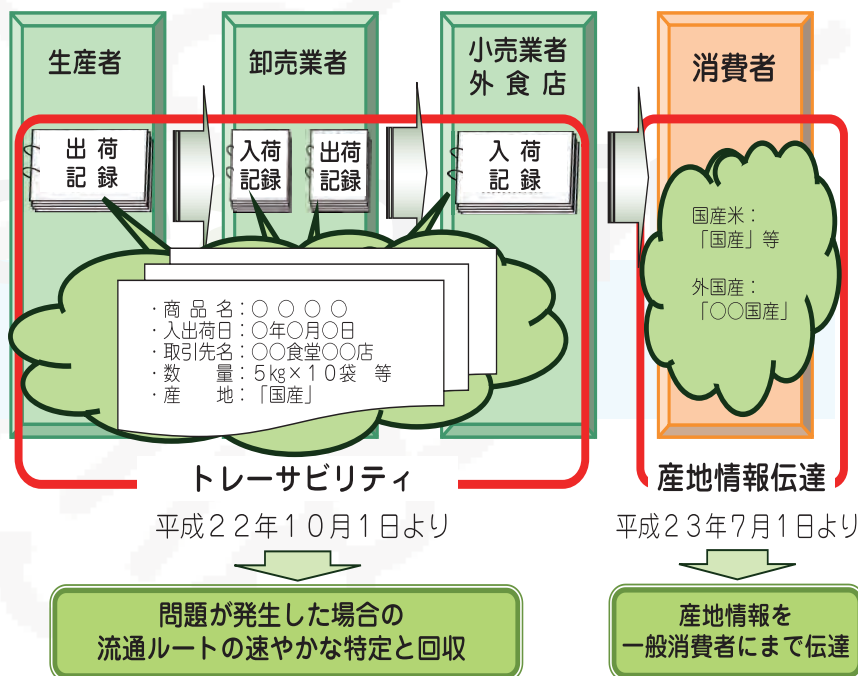 生産者
卸売業者
小売業者
外食店
消費者
出荷
記録
入荷
記録
出荷
記録
入荷
記録
国産米：
「国産」等
外国産：
「○○国産」
・商品名：○○○○
・入出荷日：○年○月○日
・取引先名：○○食堂○○店
・数　　量：５kg×１０袋　等
・産　　地：「国産」
トレーサビリティ
産地情報伝達
平成２２年１０月１日より
平成２３年７月１日より
問題が発生した場合の
流通ルートの速やかな特定と回収
産地情報を
一般消費者にまで伝達